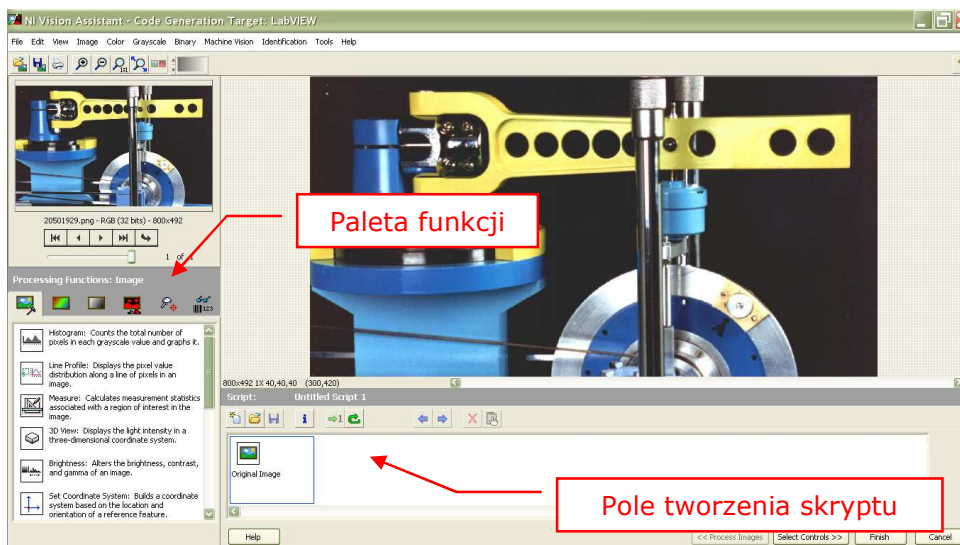 NI Vision Assistant - Code Generation Target: LabVIEW
File Edit View Image Color Grayscale Binary Machine Vision Identification Tools Help
20501929.png - RGB (32 bits) - 800x492
1 of
Paleta funkcji
Processing Functions: Image
123
Histogram: Counts the total number of
pixels in each grayscale value and graphs it.
Line Profile: Displays the pixel value
distribution along a line of pixels in an
image.
Measure: Calculates measurement statistics
associated with a region of interest in the
image.
3D View: Displays the light intensity in a
three-dimensional coordinate system.
Brightness: Alters the brightness, contrast,
and gamma of an image.
Set Coordinate System: Builds a coordinate
system based on the location and
orientation of a reference feature.
800x492 1X 40,40,40 (300,420)
Script: Untitled Script 1
1
Original Image
Pole tworzenia skryptu
Help
<< Process Images
Select Controls >>
Finish
Cancel